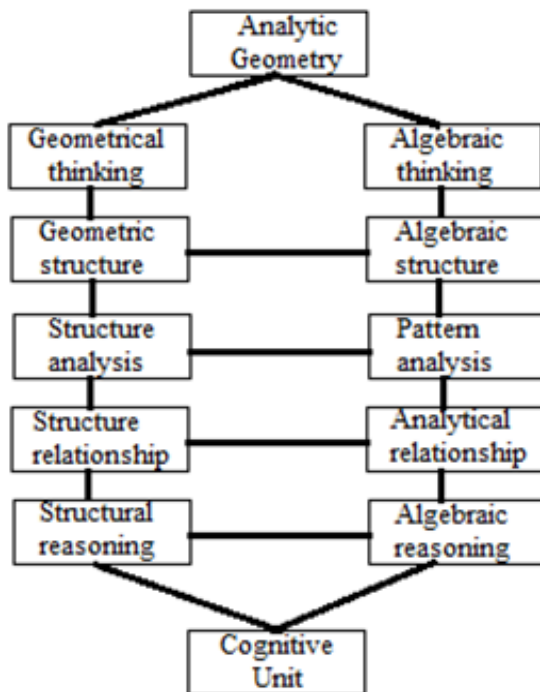 Analytic
Geometry
Geometrical
thinking
Algebraic
thinking
Geometric
structure
Algebraic
structure
Structure
analysis
Pattern
analysis
Structure
relationship
Analytical
relationship
Structural
reasoning
Algebraic
reasoning
Cognitive
Unit